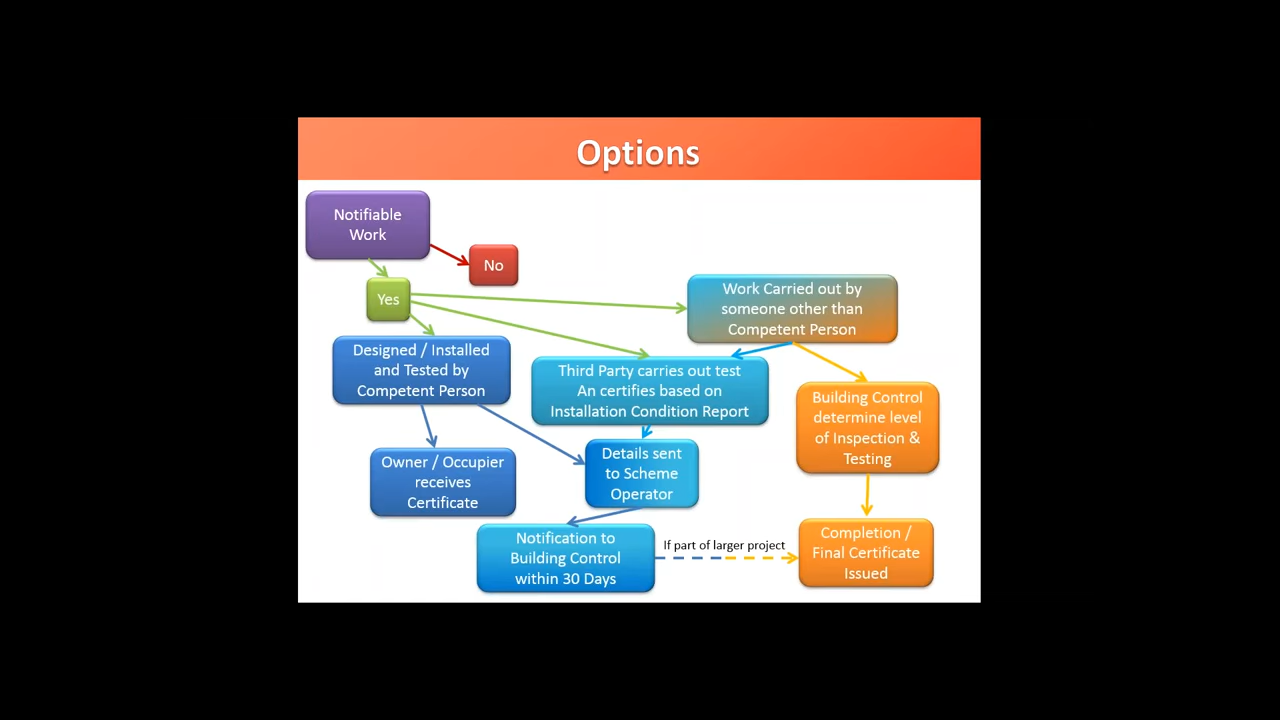 Options
Notifiable
Work
No
Yes
Work Carried out by
someone other than
Competent Person
Designed / Installed
and Tested by
Competent Person
Third Party carries out test
An certifies based on
Installation Condition Report
Building Control
determine level
of Inspection &
Testing
Owner / Occupier
receives
Certificate
Details sent
to Scheme
Operator
Notification to
Building Control
within 30 Days
If part of larger project
Completion /
Final Certificate
Issued